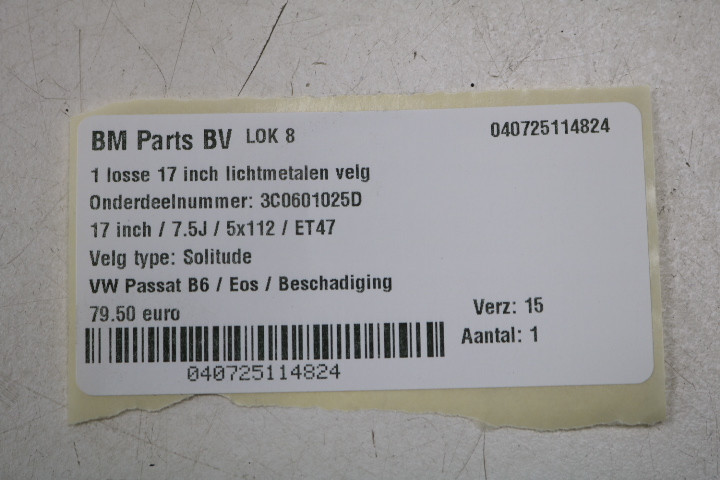 BM Parts BV LOK 8 040725114824
1 losse 17 inch lichtmetalen velg
Onderdeelnummer: 3C0601025D
17 inch / 7.5J / 5x112 / ET47
Velg type: Solitude
VW Passat B6 / Eos / Beschadiging
79.50 euro
Verz: 15
Aantal: 1
040725114824